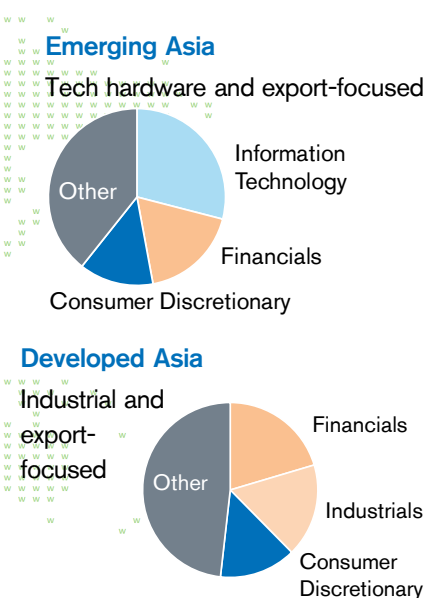 Emerging Asia
Tech hardware and export-focused
Information
Technology
Other
Financials
Consumer Discretionary
Developed Asia
Industrial and
export-
focused
Financials
Other
Industrials
Consumer
Discretionary